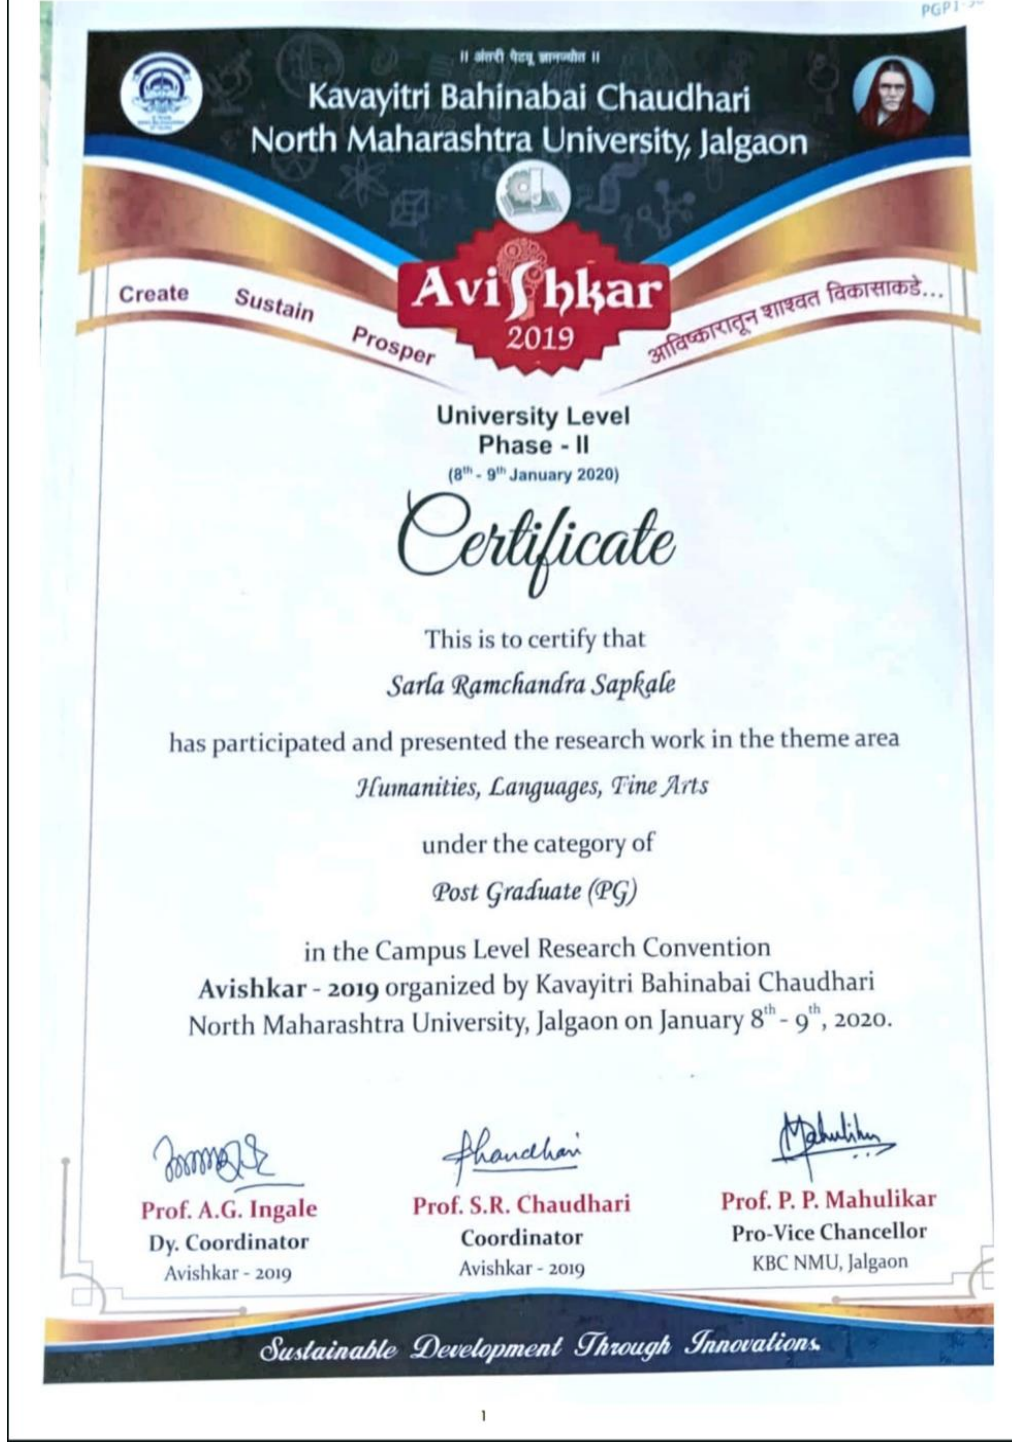 || अंतरी पेटवू ज्ञानज्योत ||
Kavayitri Bahinabai Chaudhari
North Maharashtra University, Jalgaon
Avishkar
2019
Create Sustain Prosper
आविष्कारातून शाश्वत विकासाकडे...
University Level
Phase - II
(8th - 9th January 2020)
Certificate
This is to certify that
Sarla Ramchandra Sapkale
has participated and presented the research work in the theme area
Humanities, Languages, Fine Arts
under the category of
Post Graduate (PG)
in the Campus Level Research Convention
Avishkar - 2019 organized by Kavayitri Bahinabai Chaudhari
North Maharashtra University, Jalgaon on January 8th - 9th, 2020.
Chaudhari Mahulikar
Prof. A.G. Ingale Prof. S.R. Chaudhari Prof. P. P. Mahulikar
Dy. Coordinator Coordinator Pro-Vice Chancellor
Avishkar - 2019 Avishkar - 2019 KBC NMU, Jalgaon
Sustainable Development Through Innovations.
1